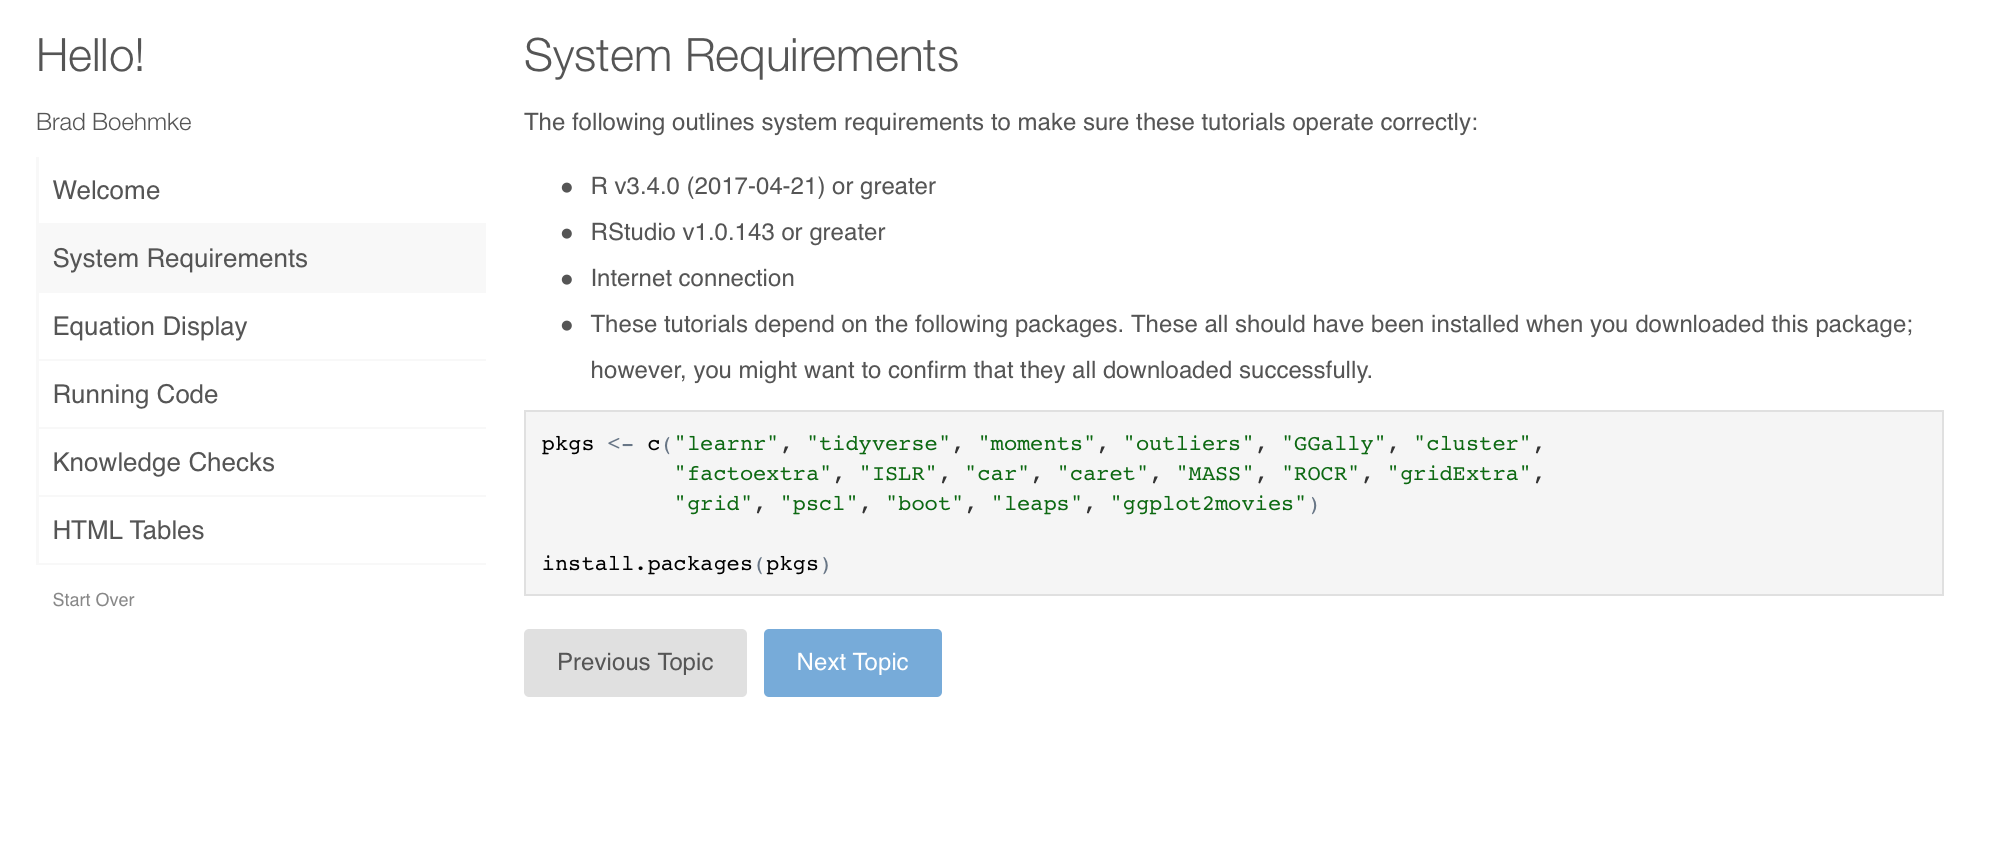 Hello!
Brad Boehmke
Welcome
System Requirements
Equation Display
Running Code
Knowledge Checks
HTML Tables
Start Over
System Requirements
The following outlines system requirements to make sure these tutorials operate correctly:
● R v3.4.0 (2017-04-21) or greater
● RStudio v1.0.143 or greater
● Internet connection
● These tutorials depend on the following packages. These all should have been installed when you downloaded this package;
however, you might want to confirm that they all downloaded successfully.
pkgs <- c("learnr", "tidyverse", "moments", "outliers", "GGally", "cluster",
"factoextra", "ISLR", "car", "caret", "MASS", "ROCR", "gridExtra",
"grid", "pscl", "boot", "leaps", "ggplot2movies")
install.packages(pkgs)
Previous Topic
Next Topic